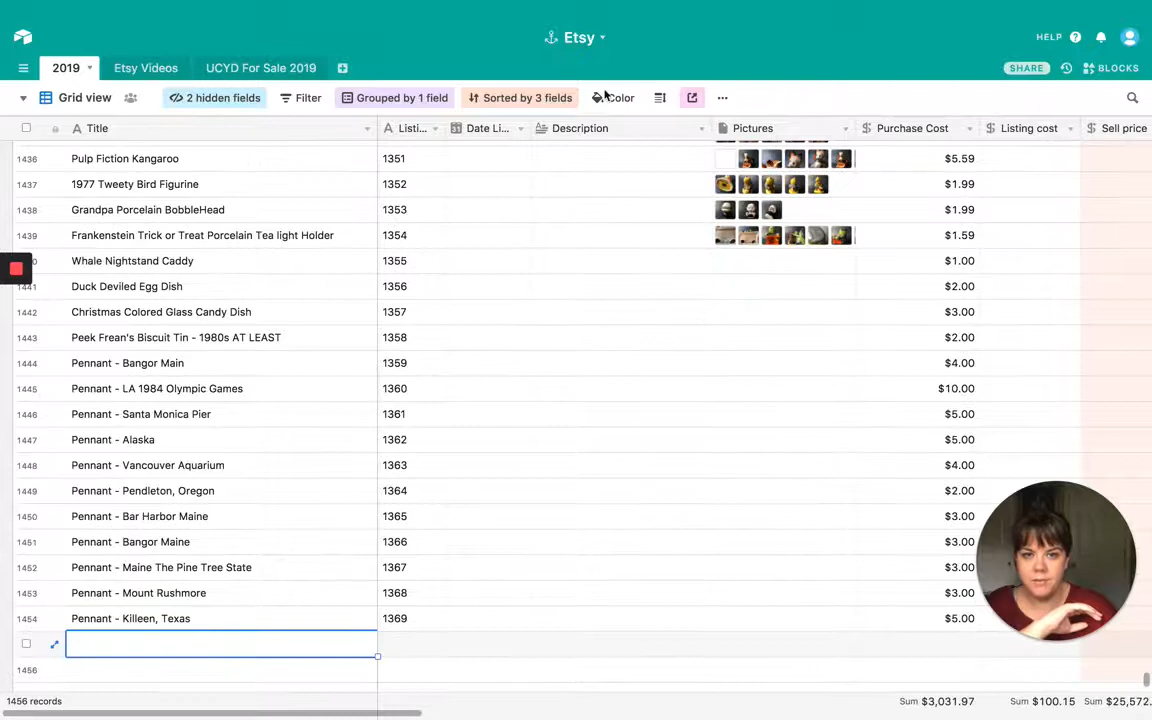 Etsy
HELP
2019
Etsy Videos
UCYD For Sale 2019
SHARE
BLOCKS
Grid view
2 hidden fields
Filter
Grouped by 1 field
Sorted by 3 fields
Color
Title
Listi...
Date Li...
Description
Pictures
Purchase Cost
Listing cost
Sell price
1436 Pulp Fiction Kangaroo 1351 $5.59
1437 1977 Tweety Bird Figurine 1352 $1.99
1438 Grandpa Porcelain BobbleHead 1353 $1.99
1439 Frankenstein Trick or Treat Porcelain Tea light Holder 1354 $1.59
Whale Nightstand Caddy 1355 $1.00
1441 Duck Deviled Egg Dish 1356 $2.00
1442 Christmas Colored Glass Candy Dish 1357 $3.00
1443 Peek Frean's Biscuit Tin - 1980s AT LEAST 1358 $2.00
1444 Pennant - Bangor Main 1359 $4.00
1445 Pennant - LA 1984 Olympic Games 1360 $10.00
1446 Pennant - Santa Monica Pier 1361 $5.00
1447 Pennant - Alaska 1362 $5.00
1448 Pennant - Vancouver Aquarium 1363 $4.00
1449 Pennant - Pendleton, Oregon 1364 $2.00
1450 Pennant - Bar Harbor Maine 1365 $3.00
1451 Pennant - Bangor Maine 1366 $3.00
1452 Pennant - Maine The Pine Tree State 1367 $3.00
1453 Pennant - Mount Rushmore 1368 $3.00
1454 Pennant - Killeen, Texas 1369 $5.00
1456
1456 records
Sum $3,031.97
Sum $100.15
Sum $25,572.